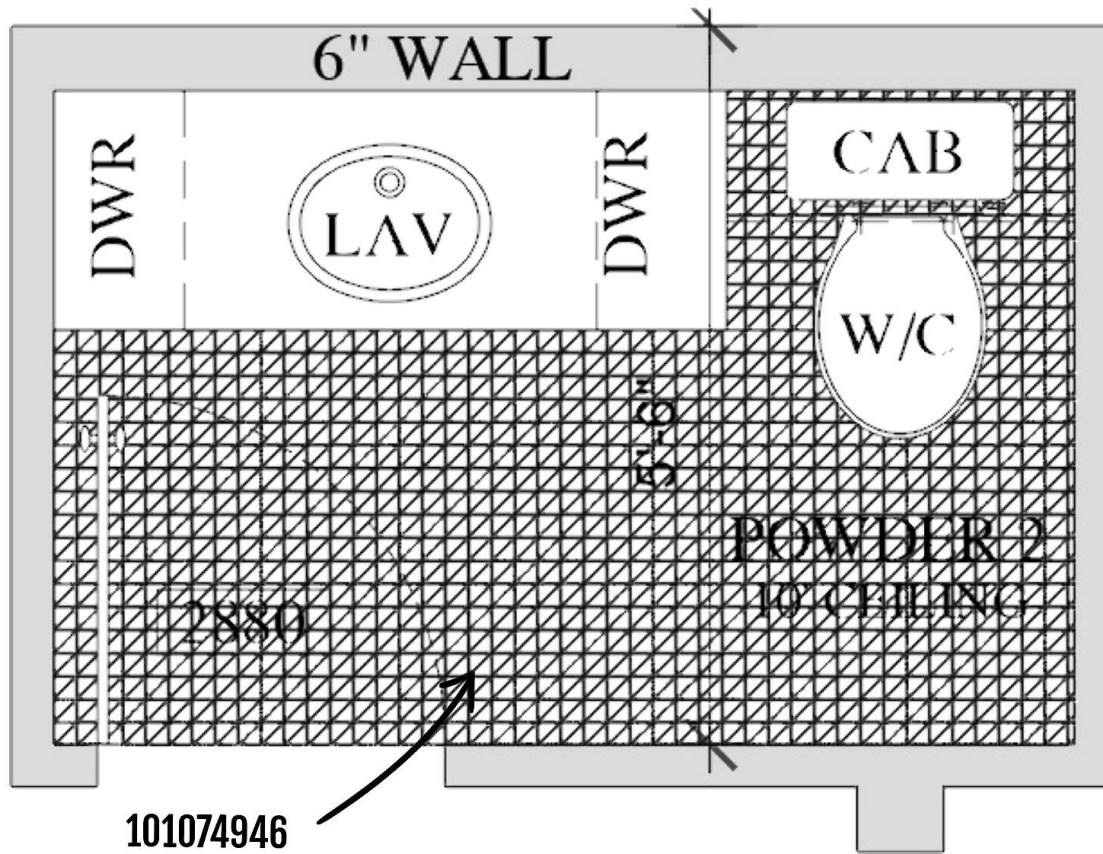 6" WALL
DWR
LAV
DWR
CAB
W/C
5'-6"
POWDER 2
10' CEILING
2880
101074946